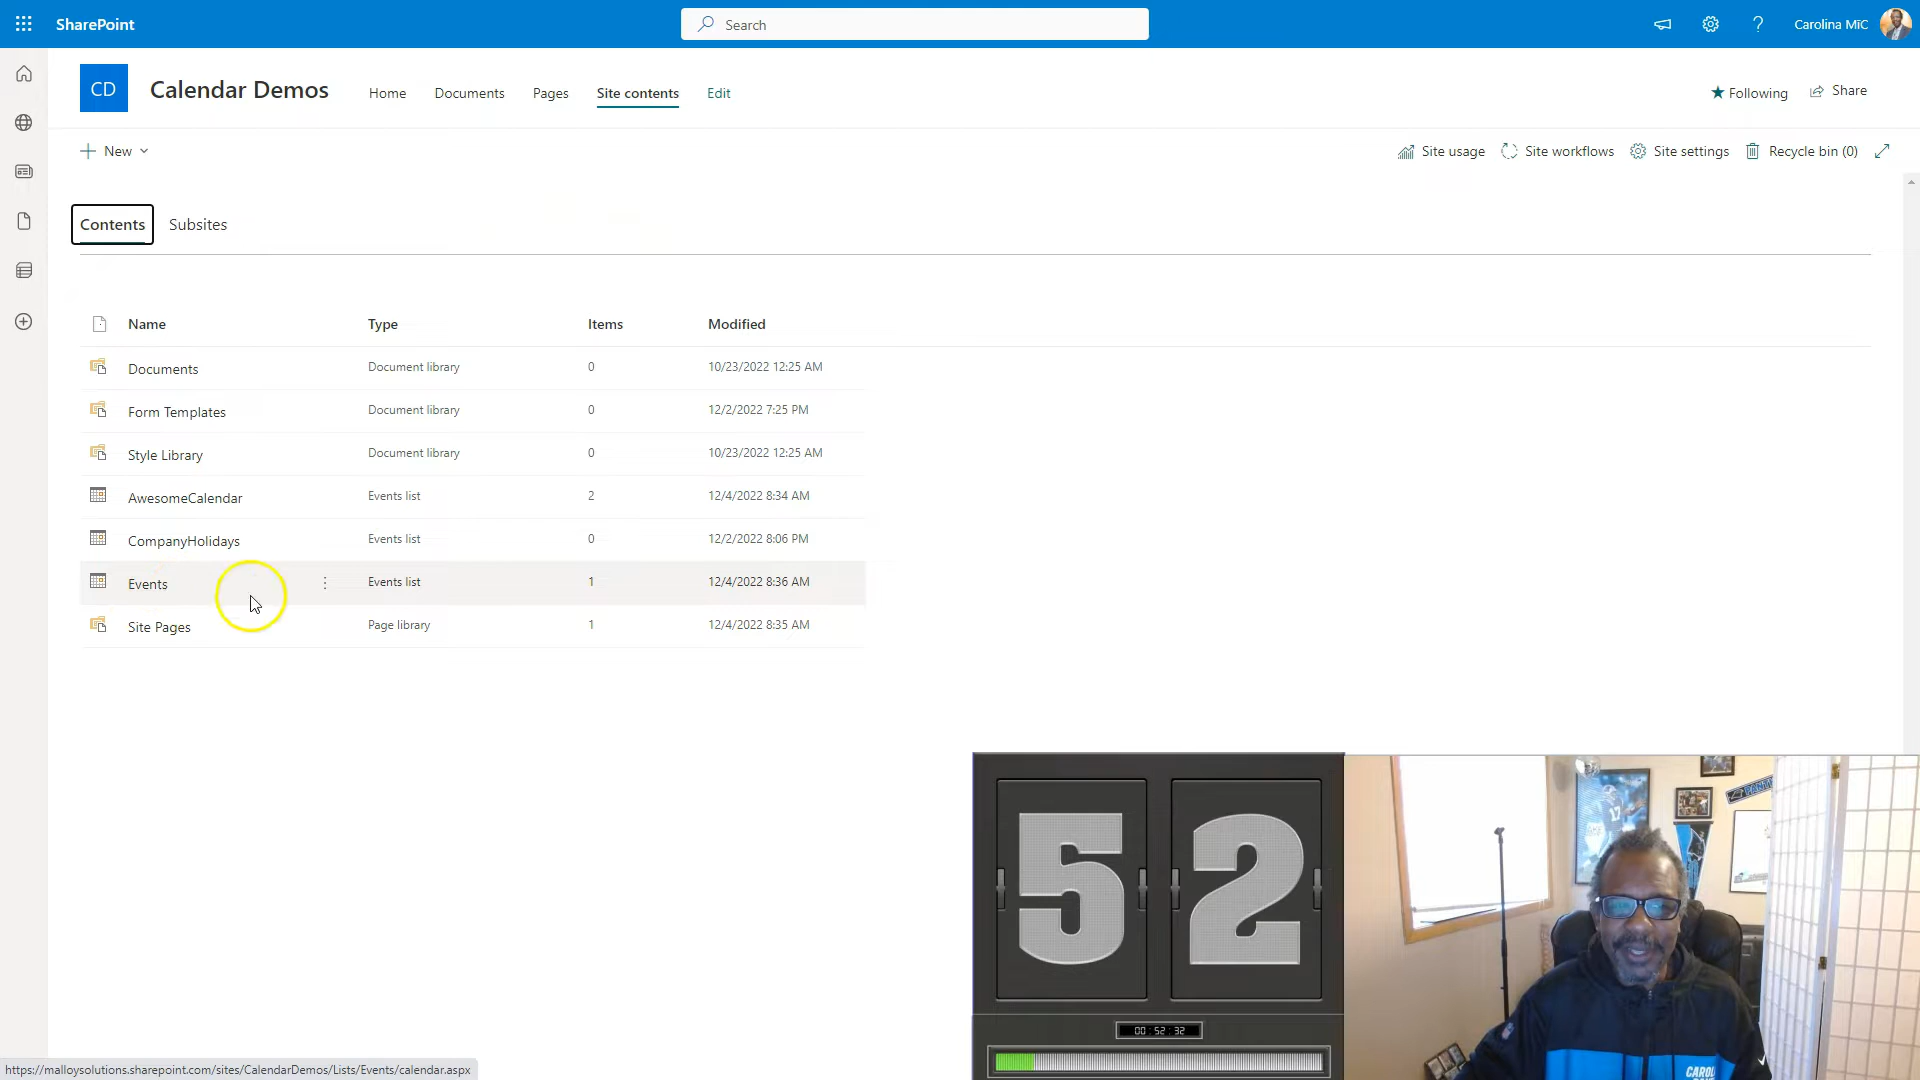 SharePoint
Search
Carolina MiC
CD
Calendar Demos
Home
Documents
Pages
Site contents
Edit
Following
Share
New
Site usage
Site workflows
Site settings
Recycle bin (0)
Contents
Subsites
Name Type Items Modified
Documents Document library 0 10/23/2022 12:25 AM
Form Templates Document library 0 12/2/2022 7:25 PM
Style Library Document library 0 10/23/2022 12:25 AM
AwesomeCalendar Events list 2 12/4/2022 8:34 AM
CompanyHolidays Events list 0 12/2/2022 8:06 PM
Events Events list 1 12/4/2022 8:36 AM
Site Pages Page library 1 12/4/2022 8:35 AM
52
00:52:32
17
https://malloysolutions.sharepoint.com/sites/CalendarDemos/Lists/Events/calendar.aspx